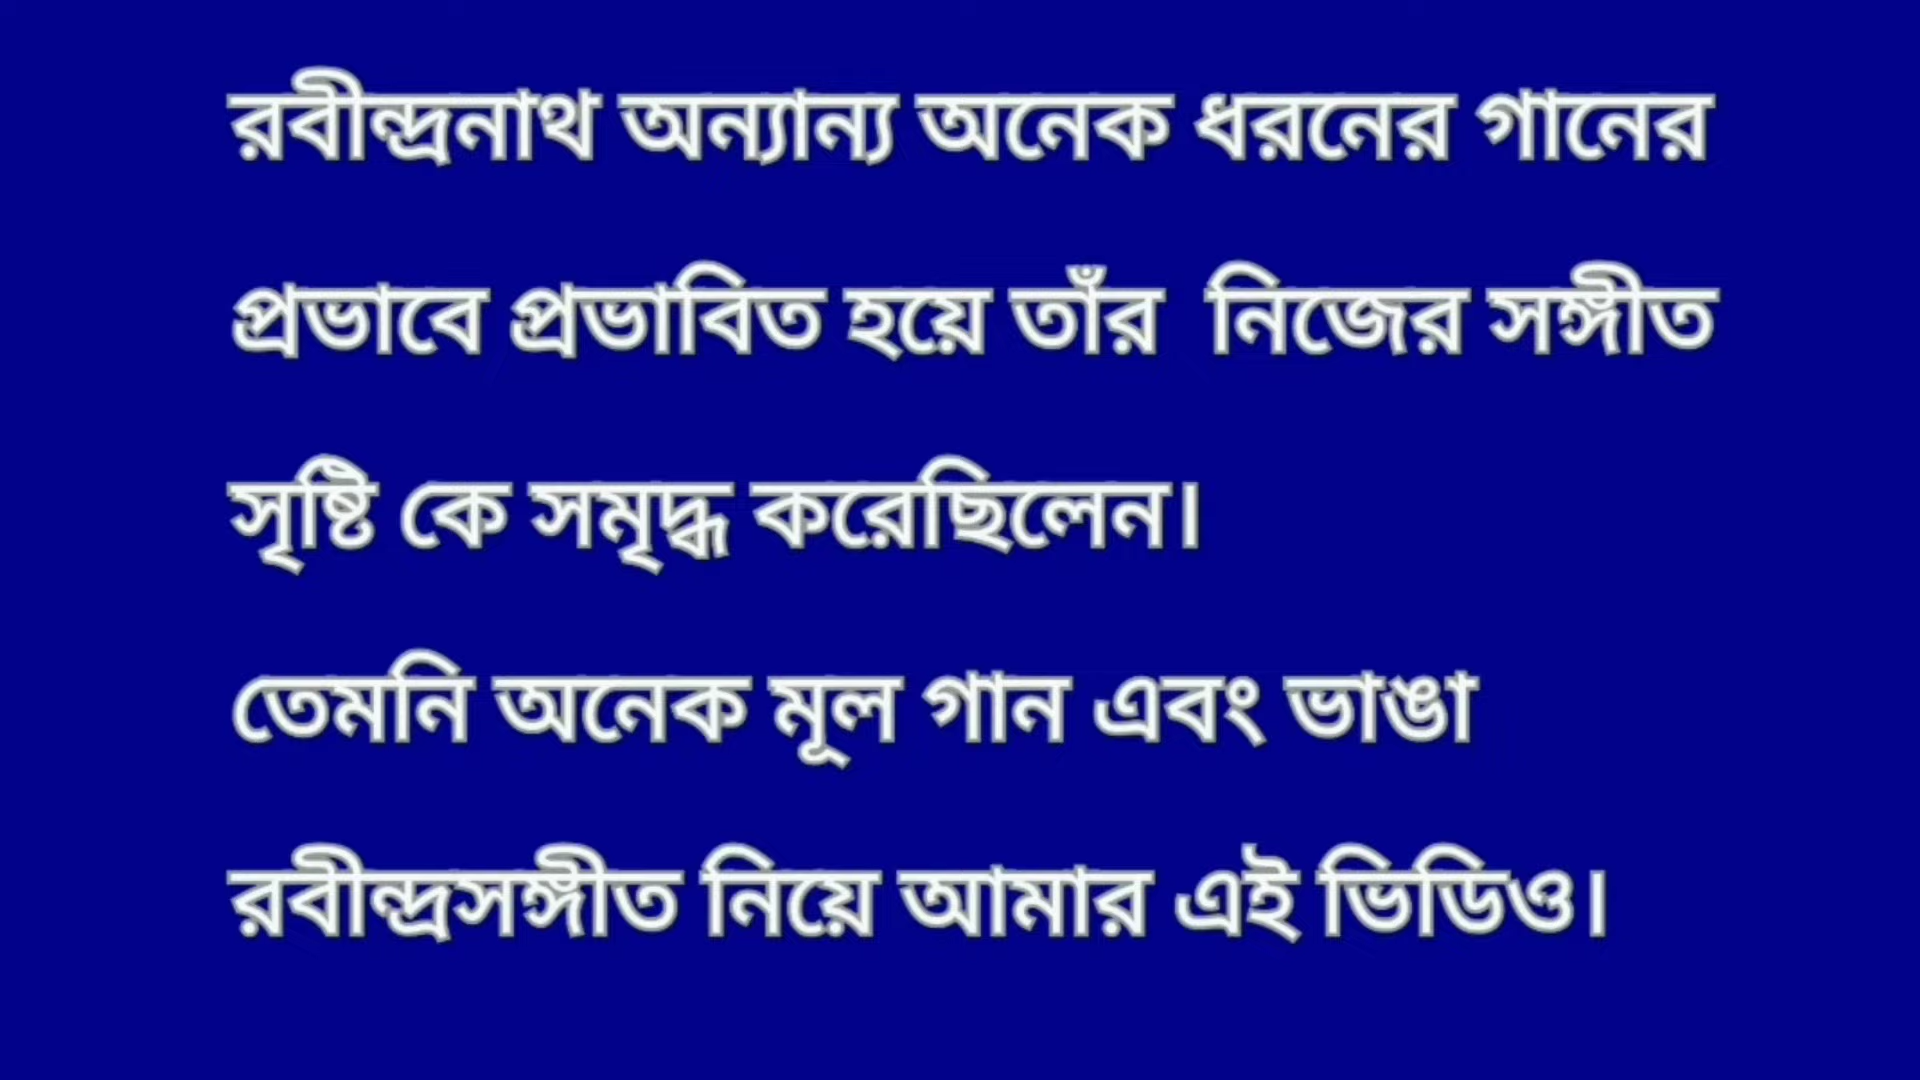 রবীন্দ্রনাথ অন্যান্য অনেক ধরনের গানের
প্রভাবে প্রভাবিত হয়ে তাঁর  নিজের সঙ্গীত
সৃষ্টি কে সমৃদ্ধ করেছিলেন।
তেমনি অনেক মূল গান এবং ভাঙা
রবীন্দ্রসঙ্গীত নিয়ে আমার এই ভিডিও।